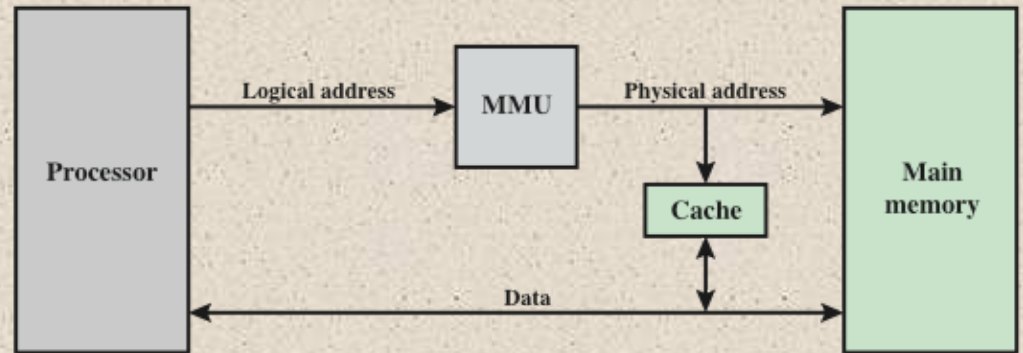 Logical address
MMU
Physical address
Processor
Main
memory
Cache
Data